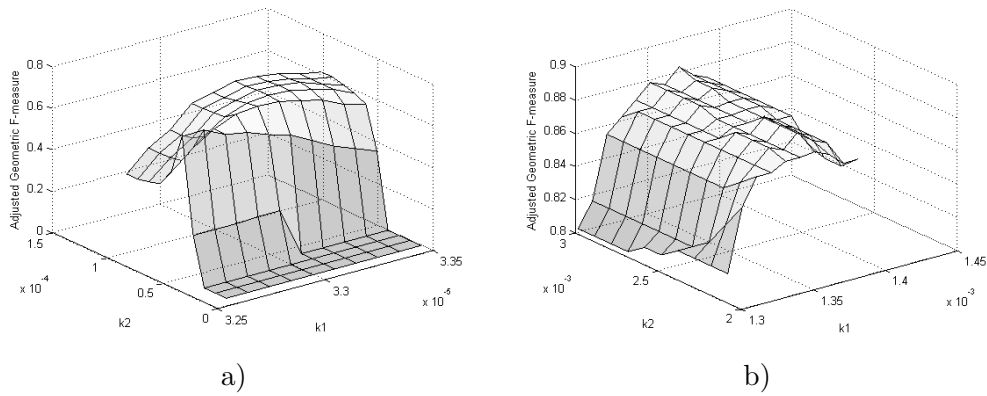 Adjusted Geometric F-measure
0.8
0.6
0.4
0.2
0
1.5
1
0.5
0
x 10⁻⁴
k2
3.25
3.3
3.35
x 10⁻⁵
k1
a)
Adjusted Geometric F-measure
0.9
0.88
0.86
0.84
0.82
0.8
3
2.5
2
x 10⁻³
k2
1.3
1.35
1.4
1.45
x 10⁻³
k1
b)